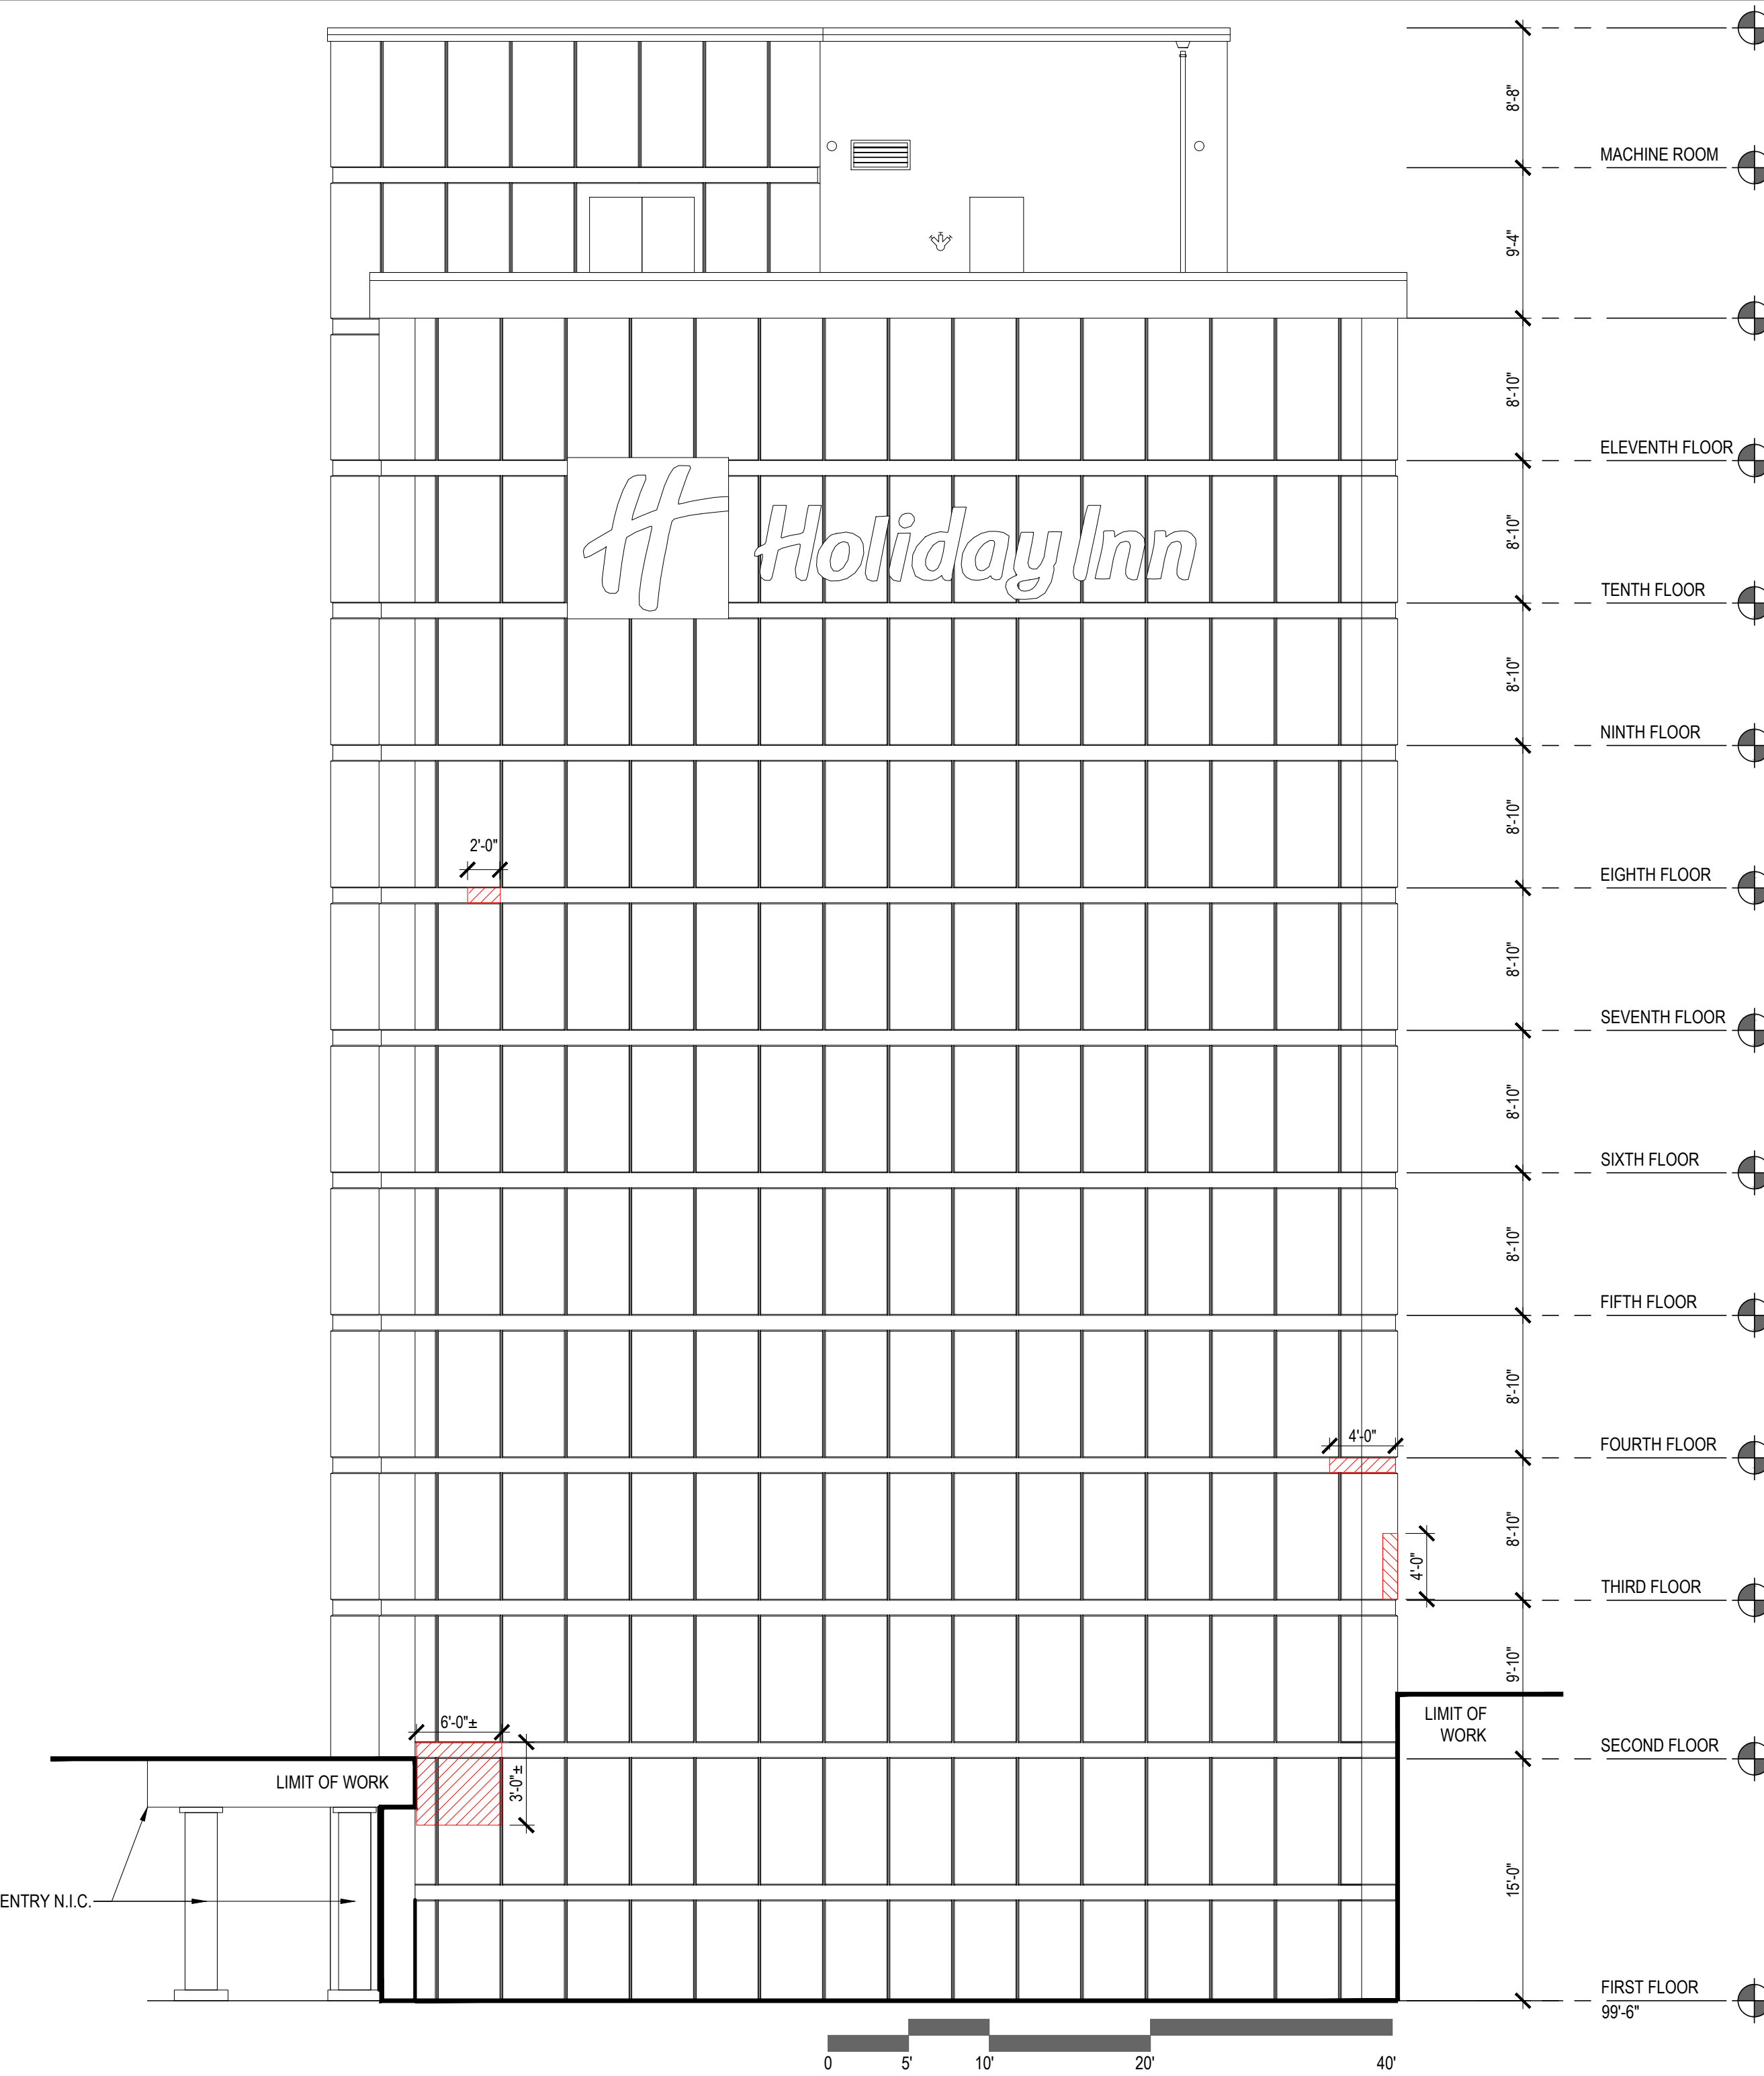 8'-8"
MACHINE ROOM
9'-4"
8'-10"
ELEVENTH FLOOR
H Holiday Inn
8'-10"
TENTH FLOOR
8'-10"
NINTH FLOOR
8'-10"
2'-0"
EIGHTH FLOOR
8'-10"
SEVENTH FLOOR
8'-10"
SIXTH FLOOR
8'-10"
FIFTH FLOOR
8'-10"
4'-0"
FOURTH FLOOR
8'-10"
4'-0"
THIRD FLOOR
9'-10"
LIMIT OF
WORK
6'-0"±
SECOND FLOOR
LIMIT OF WORK
3'-0"±
15'-0"
ENTRY N.I.C.
FIRST FLOOR
99'-6"
0 5' 10' 20' 40'